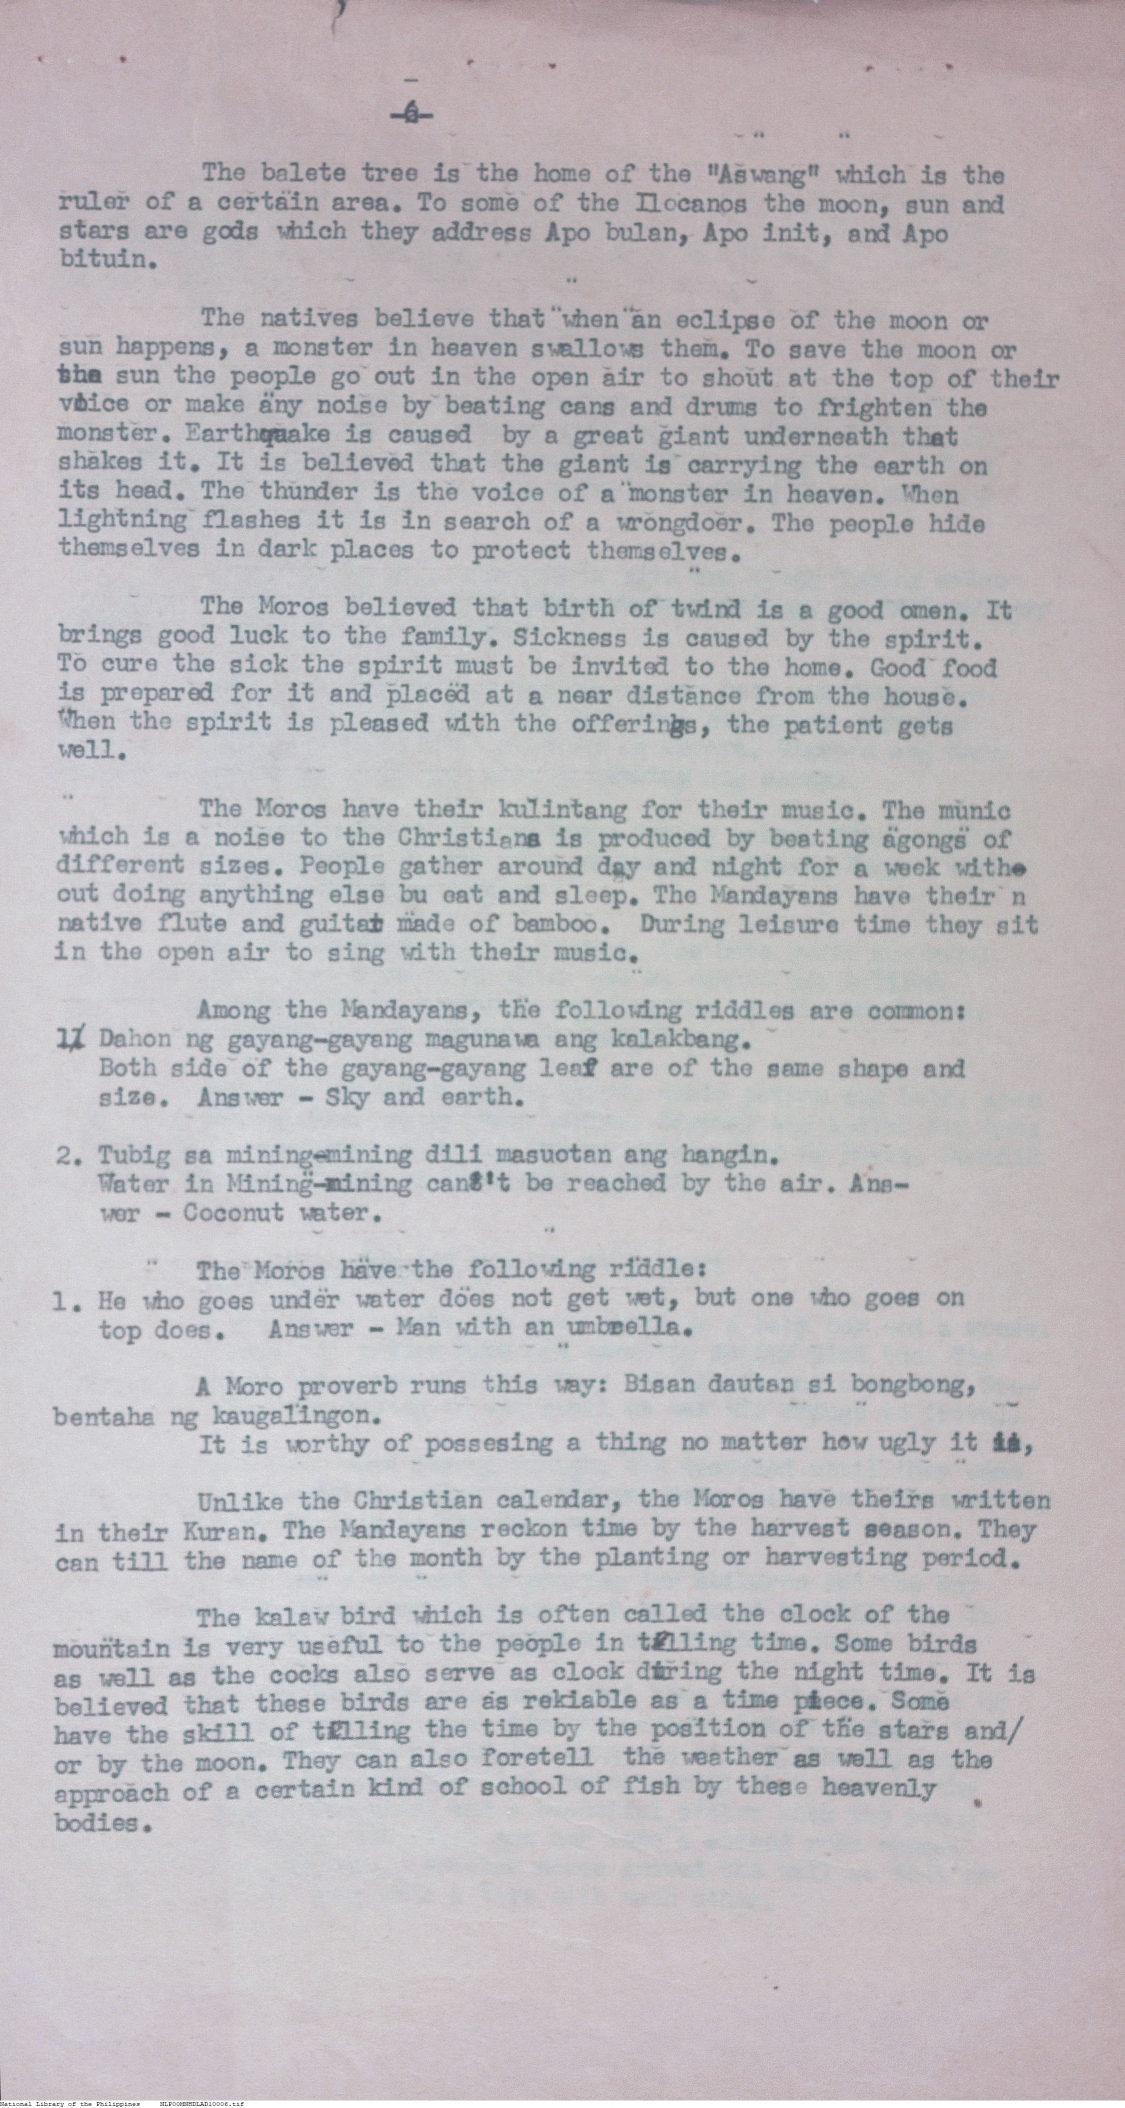 -6-
The balete tree is the home of the "Aswang" which is the
ruler of a certain area. To some of the Ilocanos the moon, sun and
stars are gods which they address Apo bulan, Apo init, and Apo
bituin.
The natives believe that when an eclipse of the moon or
sun happens, a monster in heaven swallows them. To save the moon or
the sun the people go out in the open air to shout at the top of their
voice or make any noise by beating cans and drums to frighten the
monster. Earthquake is caused by a great giant underneath that
shakes it. It is believed that the giant is carrying the earth on
its head. The thunder is the voice of a monster in heaven. When
lightning flashes it is in search of a wrongdoer. The people hide
themselves in dark places to protect themselves.
The Moros believed that birth of twind is a good omen. It
brings good luck to the family. Sickness is caused by the spirit.
To cure the sick the spirit must be invited to the home. Good food
is prepared for it and placed at a near distance from the house.
When the spirit is pleased with the offerings, the patient gets
well.
The Moros have their kulintang for their music. The munic
which is a noise to the Christians is produced by beating agongs of
different sizes. People gather around day and night for a week with-
out doing anything else bu eat and sleep. The Mandayans have their n
native flute and guitar made of bamboo. During leisure time they sit
in the open air to sing with their music.
Among the Mandayans, the following riddles are common:
1. Dahon ng gayang-gayang magunawa ang kalakbang.
Both side of the gayang-gayang leaf are of the same shape and
size. Answer - Sky and earth.
2. Tubig sa mining-mining dili masuotan ang hangin.
Water in Mining-mining can't be reached by the air. Ans-
wer - Coconut water.
The Moros have the following riddle:
1. He who goes under water does not get wet, but one who goes on
top does. Answer - Man with an umbrella.
A Moro proverb runs this way: Bisan dautan si bongbong,
bentaha ng kaugalingon.
It is worthy of possesing a thing no matter how ugly it is,
Unlike the Christian calendar, the Moros have theirs written
in their Kuran. The Mandayans reckon time by the harvest season. They
can till the name of the month by the planting or harvesting period.
The kalaw bird which is often called the clock of the
mountain is very useful to the people in telling time. Some birds
as well as the cocks also serve as clock during the night time. It is
believed that these birds are as rekiable as a time piece. Some
have the skill of telling the time by the position of the stars and/
or by the moon. They can also foretell the weather as well as the
approach of a certain kind of school of fish by these heavenly
bodies.
National Library of the Philippines NLPOOMNHDLAD10006.tif